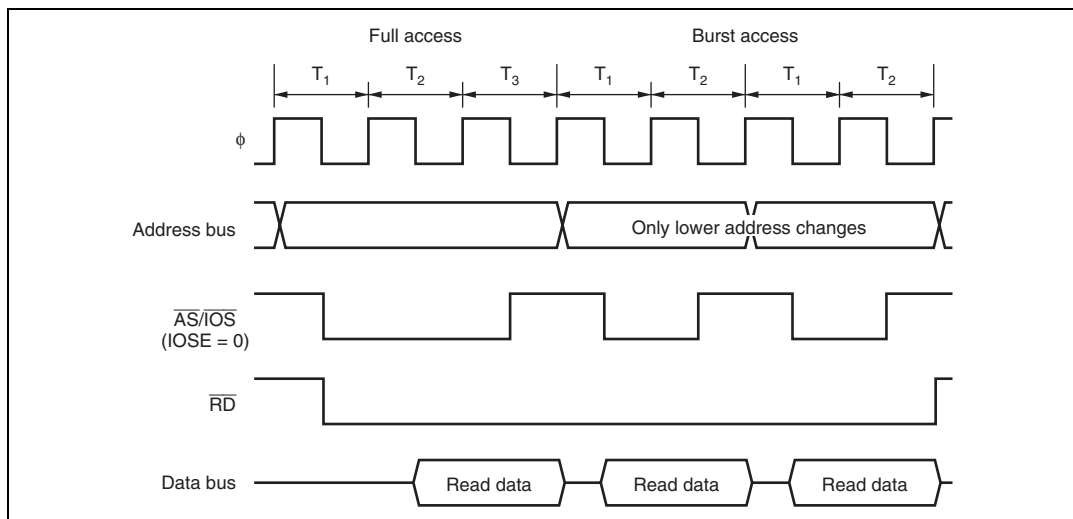 Full access Burst access
T1 T2 T3 T1 T2 T1 T2
ϕ
Address bus Only lower address changes
AS/IOS
(IOSE = 0)
RD
Data bus Read data Read data Read data